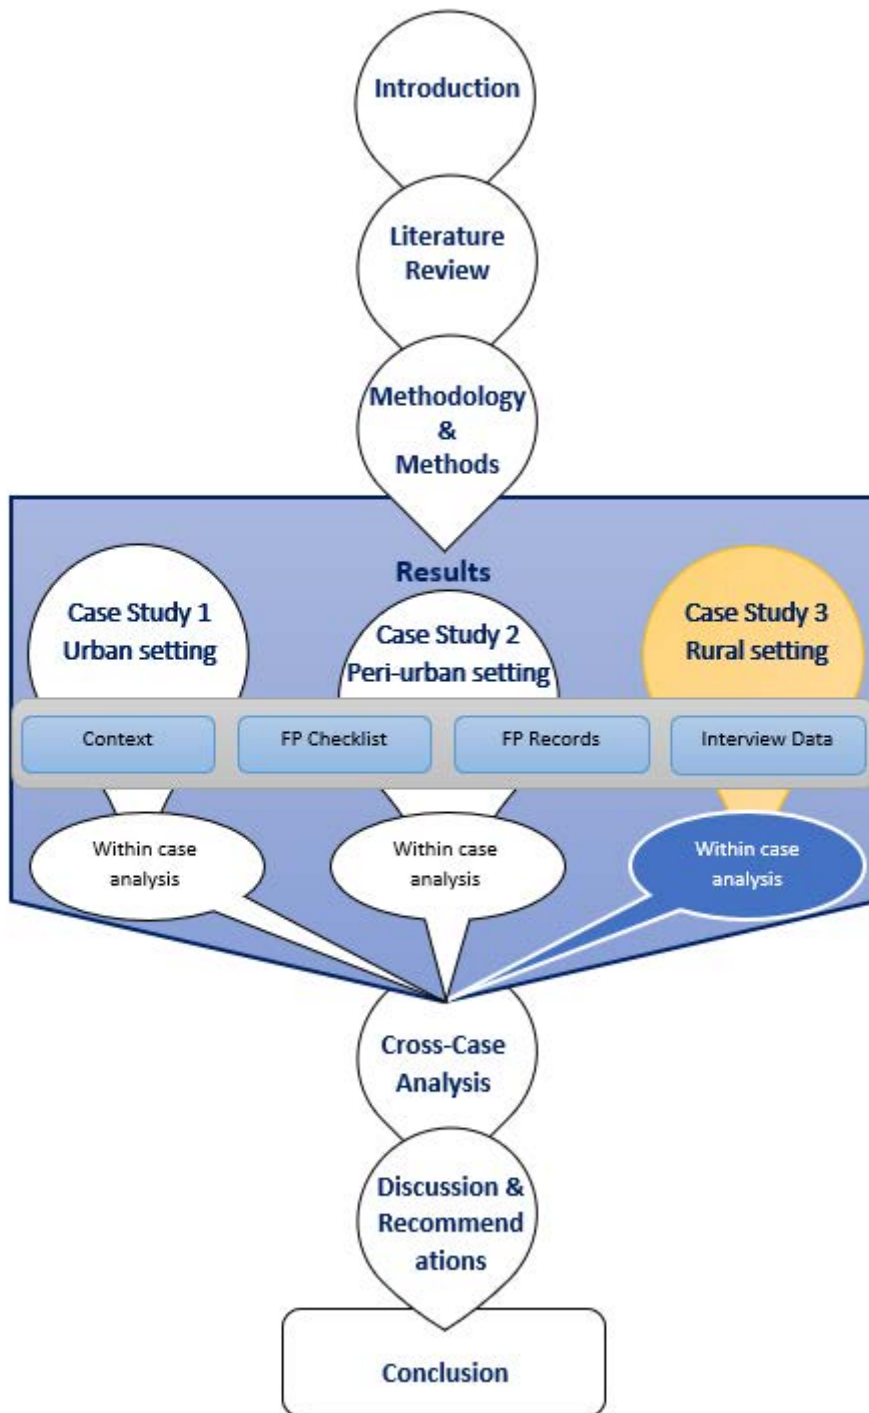 Introduction
Literature
Review
Methodology
&
Methods
Results
Case Study 1
Urban setting
Case Study 2
Peri-urban setting
Case Study 3
Rural setting
Context
FP Checklist
FP Records
Interview Data
Within case
analysis
Within case
analysis
Within case
analysis
Cross-Case
Analysis
Discussion &
Recommend
ations
Conclusion